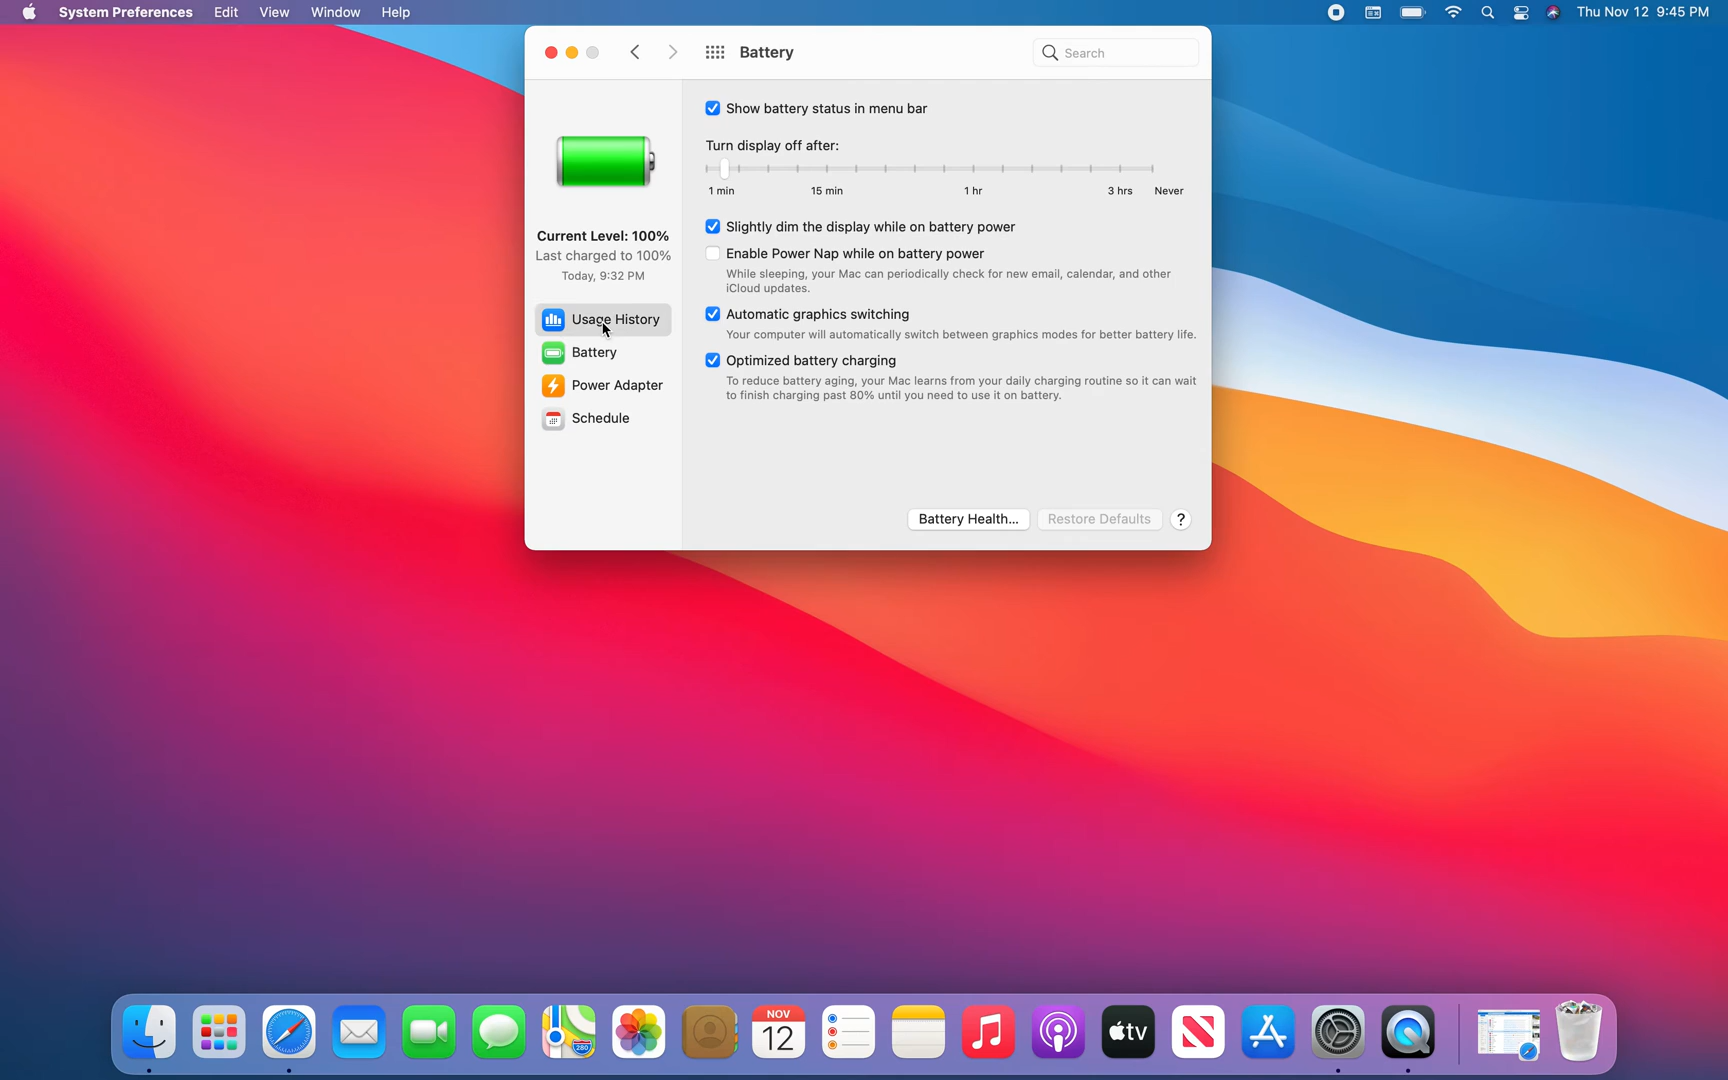 System Preferences Edit View Window Help Thu Nov 12 9:45 PM
Battery Search
Show battery status in menu bar
Turn display off after:
1 min 15 min 1 hr 3 hrs Never
Current Level: 100%
Last charged to 100%
Today, 9:32 PM
Usage History
Battery
Power Adapter
Schedule
Slightly dim the display while on battery power
Enable Power Nap while on battery power
While sleeping, your Mac can periodically check for new email, calendar, and other
iCloud updates.
Automatic graphics switching
Your computer will automatically switch between graphics modes for better battery life.
Optimized battery charging
To reduce battery aging, your Mac learns from your daily charging routine so it can wait
to finish charging past 80% until you need to use it on battery.
Battery Health... Restore Defaults ?
280
NOV
12
tv